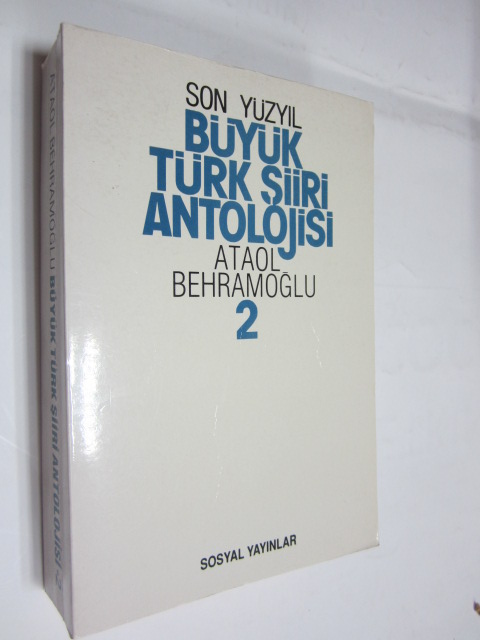 SON YÜZYIL
BÜYÜK
TÜRK ŞİİRİ
ANTOLOJİSİ
ATAOL
BEHRAMOĞLU
2
SOSYAL YAYINLAR
ATAOL BEHRAMOĞLU BÜYÜK TÜRK ŞİİRİ ANTOLOJİSİ 2